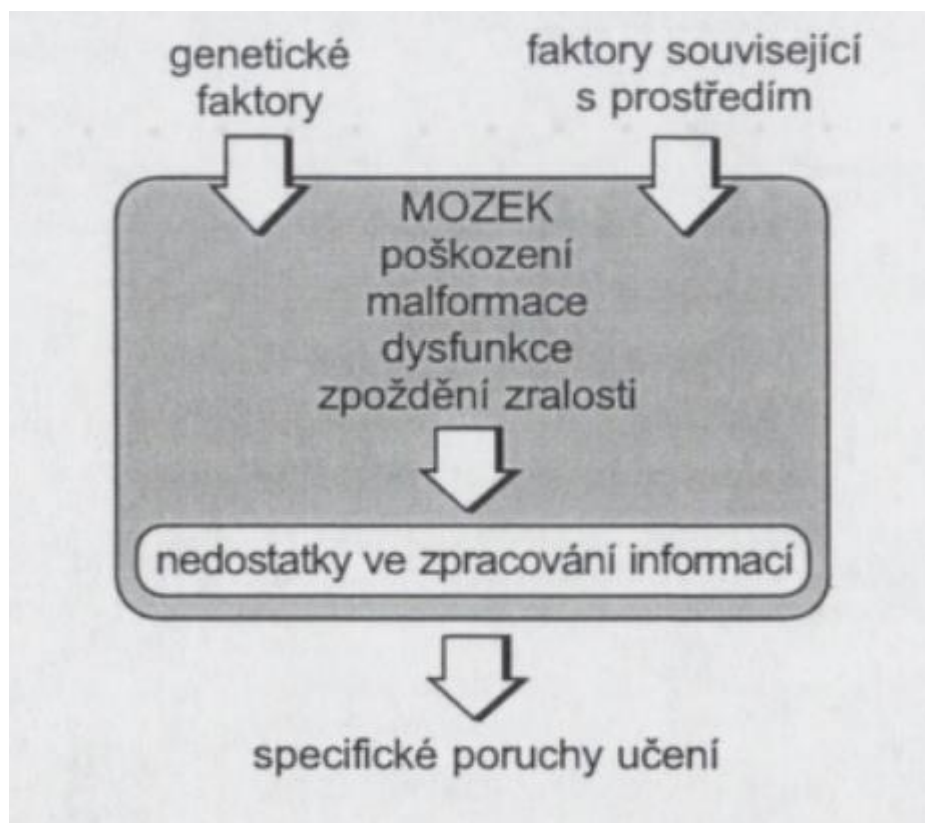 genetické
faktory
faktory související
s prostředím
MOZEK
poškození
malformace
dysfunkce
zpoždění zralosti
nedostatky ve zpracování informací
specifické poruchy učení